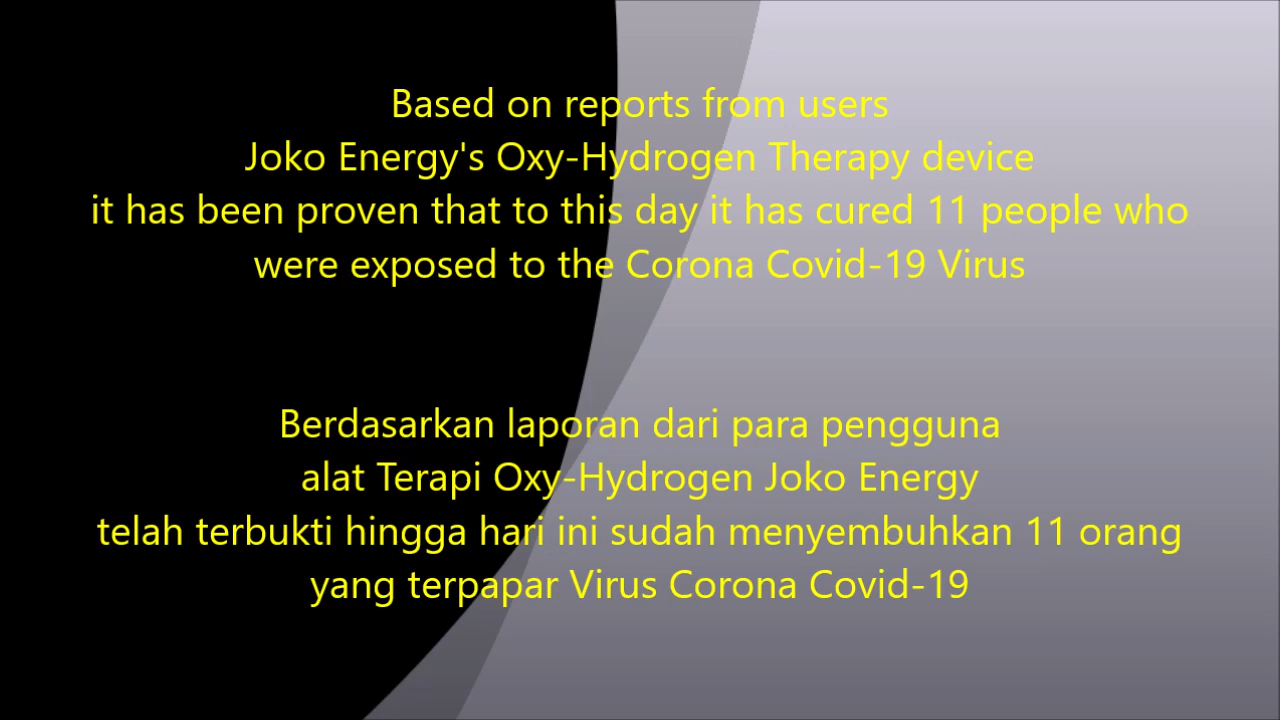 Based on reports from users
Joko Energy's Oxy-Hydrogen Therapy device
it has been proven that to this day it has cured 11 people who
were exposed to the Corona Covid-19 Virus
Berdasarkan laporan dari para pengguna
alat Terapi Oxy-Hydrogen Joko Energy
telah terbukti hingga hari ini sudah menyembuhkan 11 orang
yang terpapar Virus Corona Covid-19